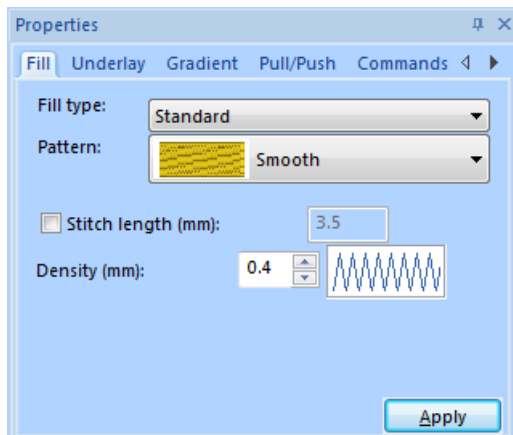 Properties
Fill Underlay Gradient Pull/Push Commands
Fill type: Standard
Pattern: Smooth
Stitch length (mm): 3.5
Density (mm): 0.4
Apply